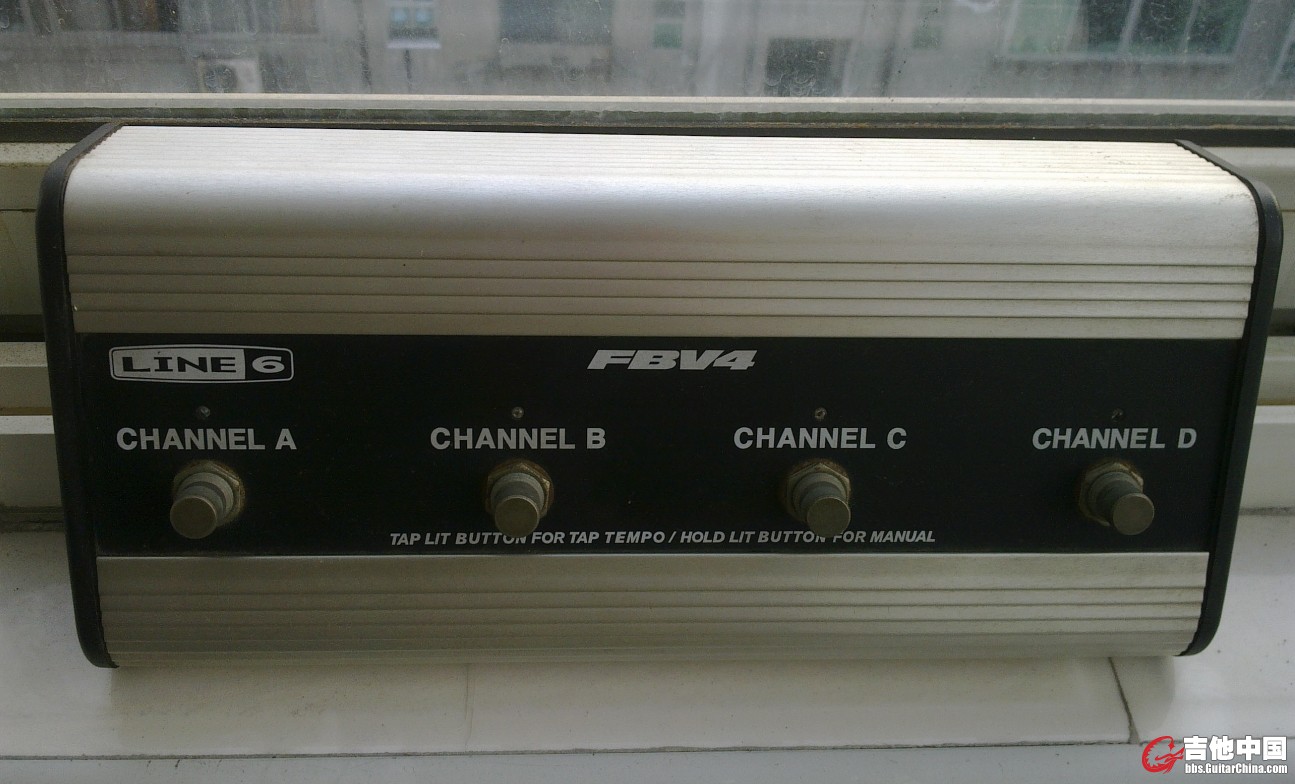 LINE 6
FBV4
CHANNEL A
CHANNEL B
CHANNEL C
CHANNEL D
TAP LIT BUTTON FOR TAP TEMPO / HOLD LIT BUTTON FOR MANUAL
吉他中国
bbs.GuitarChina.com